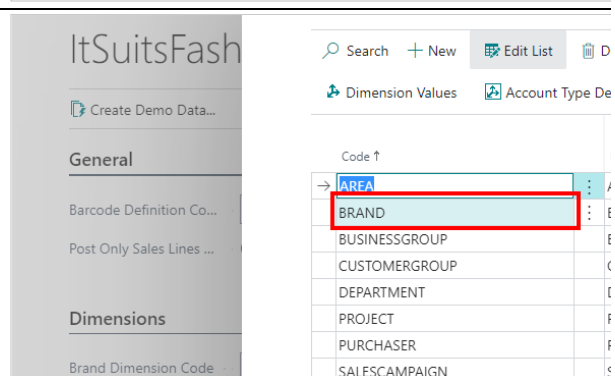 ItSuitsFash
Search + New Edit List D
Create Demo Data...
Dimension Values Account Type De
General
Code ↑
Barcode Definition Co...
AREA
BRAND
Post Only Sales Lines ...
BUSINESSGROUP
CUSTOMERGROUP
DEPARTMENT
Dimensions
PROJECT
PURCHASER
Brand Dimension Code
SALESCAMPAIGN